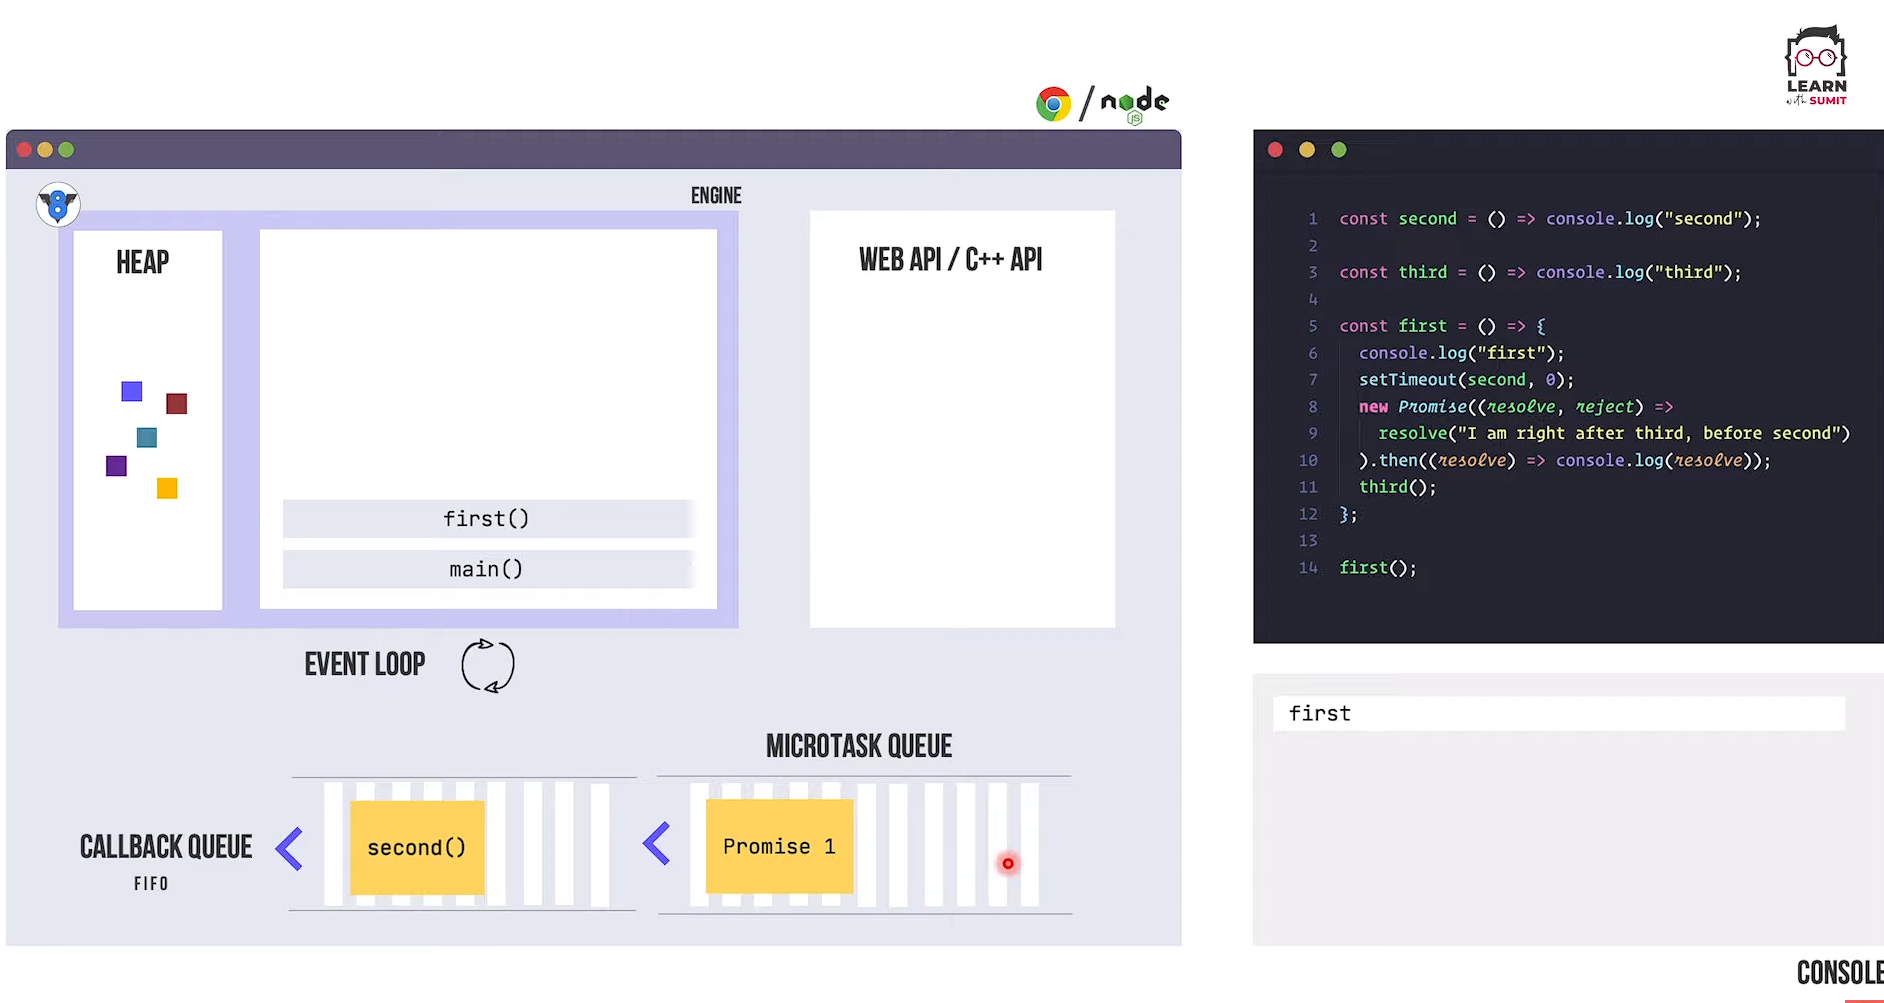 LEARN
with SUMIT
/ node
JS
8
ENGINE
HEAP
WEB API / C++ API
first()
main()
EVENT LOOP
MICROTASK QUEUE
CALLBACK QUEUE
FIFO
second()
Promise 1
1 const second = () => console.log("second");
2
3 const third = () => console.log("third");
4
5 const first = () => {
6 console.log("first");
7 setTimeout(second, 0);
8 new Promise((resolve, reject) =>
9 resolve("I am right after third, before second")
10 ).then((resolve) => console.log(resolve));
11 third();
12 };
13
14 first();
first
CONSOLE